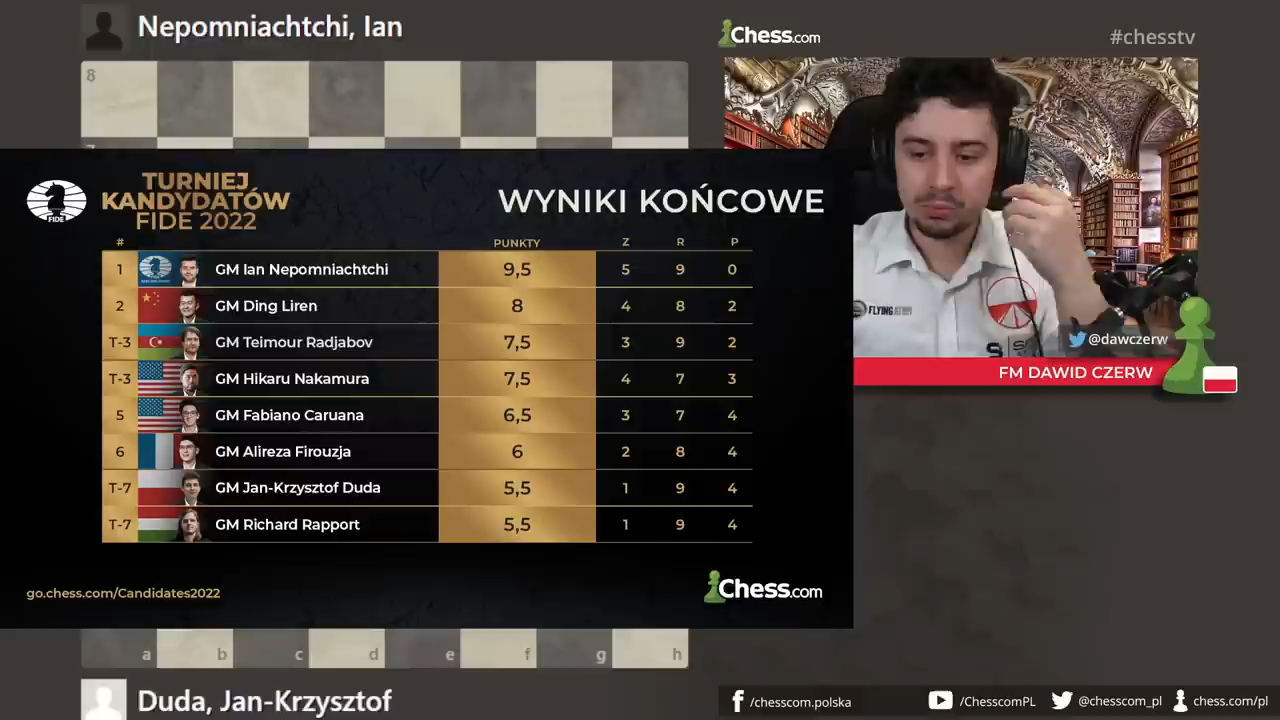 Nepomniachtchi, Ian
Chess.com
#chesstv
8
TURNIEJ
KANDYDATÓW
FIDE 2022
FIDE
WYNIKI KOŃCOWE
# PUNKTY Z R P
1 GM Ian Nepomniachtchi 9,5 5 9 0
2 GM Ding Liren 8 4 8 2
T-3 GM Teimour Radjabov 7,5 3 9 2
T-3 GM Hikaru Nakamura 7,5 4 7 3
5 GM Fabiano Caruana 6,5 3 7 4
6 GM Alireza Firouzja 6 2 8 4
T-7 GM Jan-Krzysztof Duda 5,5 1 9 4
T-7 GM Richard Rapport 5,5 1 9 4
go.chess.com/Candidates2022
Chess.com
@dawczerw
FM DAWID CZERW
a b c d e f g h
Duda, Jan-Krzysztof
/chesscom.polska
/ChesscomPL
@chesscom_pl
chess.com/pl